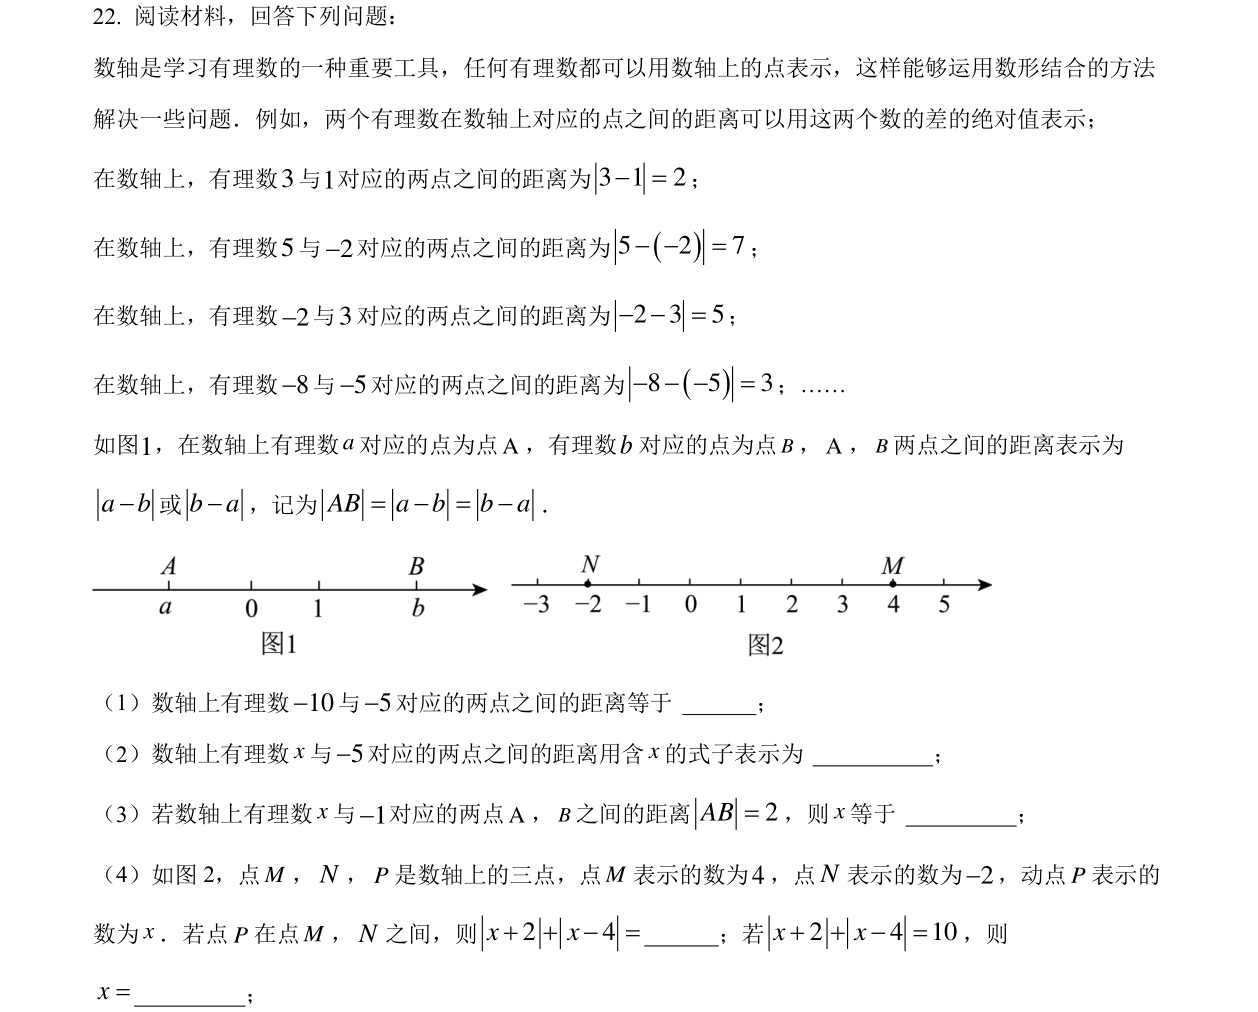 22. 阅读材料，回答下列问题：
数轴是学习有理数的一种重要工具，任何有理数都可以用数轴上的点表示，这样能够运用数形结合的方法
解决一些问题．例如，两个有理数在数轴上对应的点之间的距离可以用这两个数的差的绝对值表示；
在数轴上，有理数3与1对应的两点之间的距离为|3−1|=2；
在数轴上，有理数5与−2对应的两点之间的距离为|5−(−2)|=7；
在数轴上，有理数−2与3对应的两点之间的距离为|−2−3|=5；
在数轴上，有理数−8与−5对应的两点之间的距离为|−8−(−5)|=3；……
如图1，在数轴上有理数a对应的点为点A，有理数b对应的点为点B，A，B两点之间的距离表示为
|a−b|或|b−a|，记为|AB|=|a−b|=|b−a|．
A B
a 0 1 b
图1
N M
−3 −2 −1 0 1 2 3 4 5
图2
（1）数轴上有理数−10与−5对应的两点之间的距离等于 ______；
（2）数轴上有理数x与−5对应的两点之间的距离用含x的式子表示为 __________；
（3）若数轴上有理数x与−1对应的两点A，B之间的距离|AB|=2，则x等于 _________；
（4）如图2，点M，N，P是数轴上的三点，点M表示的数为4，点N表示的数为−2，动点P表示的
数为x．若点P在点M，N之间，则|x+2|+|x−4|=______；若|x+2|+|x−4|=10，则
x=_________；